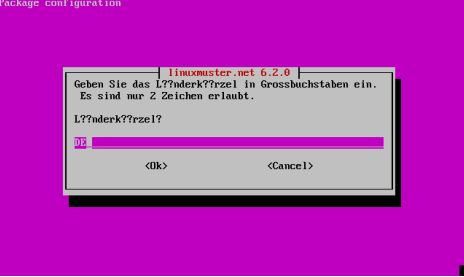 Package configuration
linuxmuster.net 6.2.0
Geben Sie das L??nderk??rzel in Grossbuchstaben ein.
Es sind nur 2 Zeichen erlaubt.
L??nderk??rzel?
DE
<Ok> <Cancel>